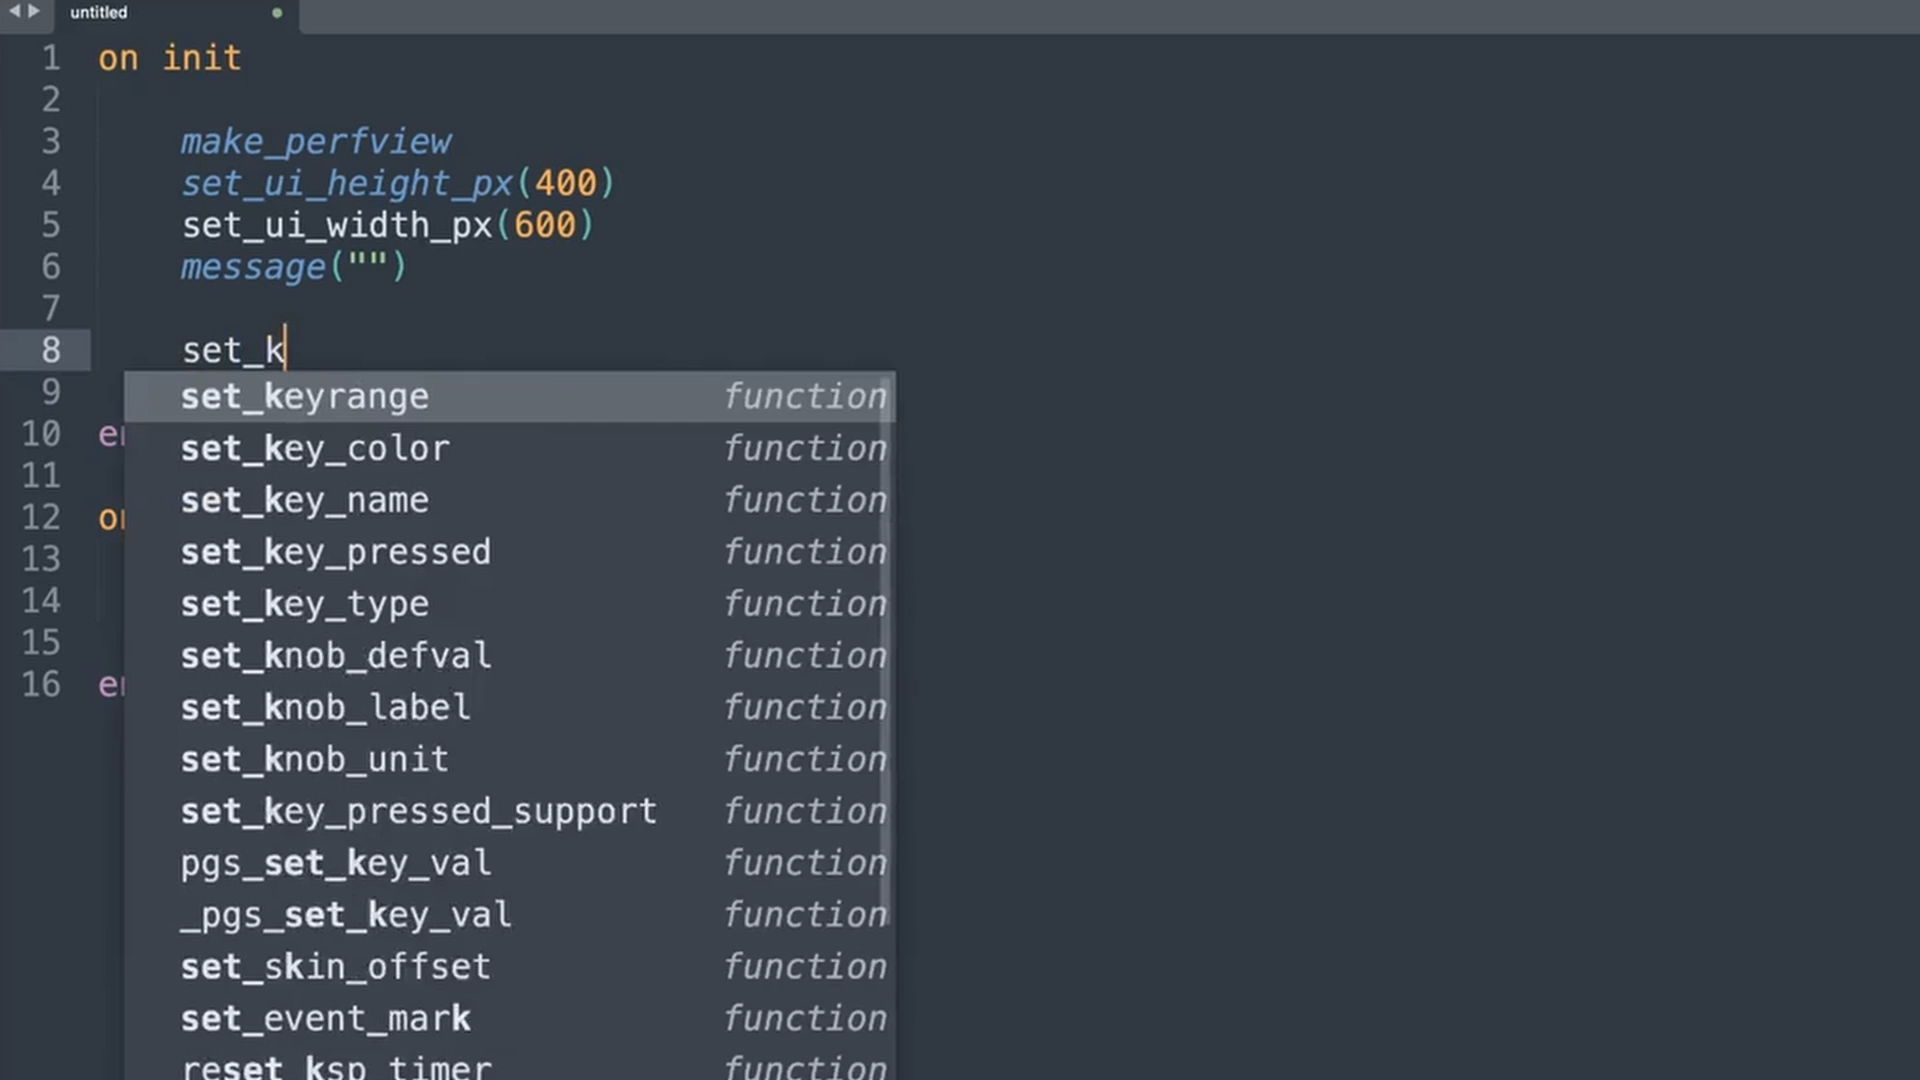 untitled
1 on init
2
3 make_perfview
4 set_ui_height_px(400)
5 set_ui_width_px(600)
6 message("")
7
8 set_k
9
set_keyrange function
set_key_color function
10 e
set_key_name function
11
12 o
set_key_pressed function
13
set_key_type function
14
15
set_knob_defval function
16 e
set_knob_label function
set_knob_unit function
set_key_pressed_support function
pgs_set_key_val function
_pgs_set_key_val function
set_skin_offset function
set_event_mark function
reset_ksp_timer function